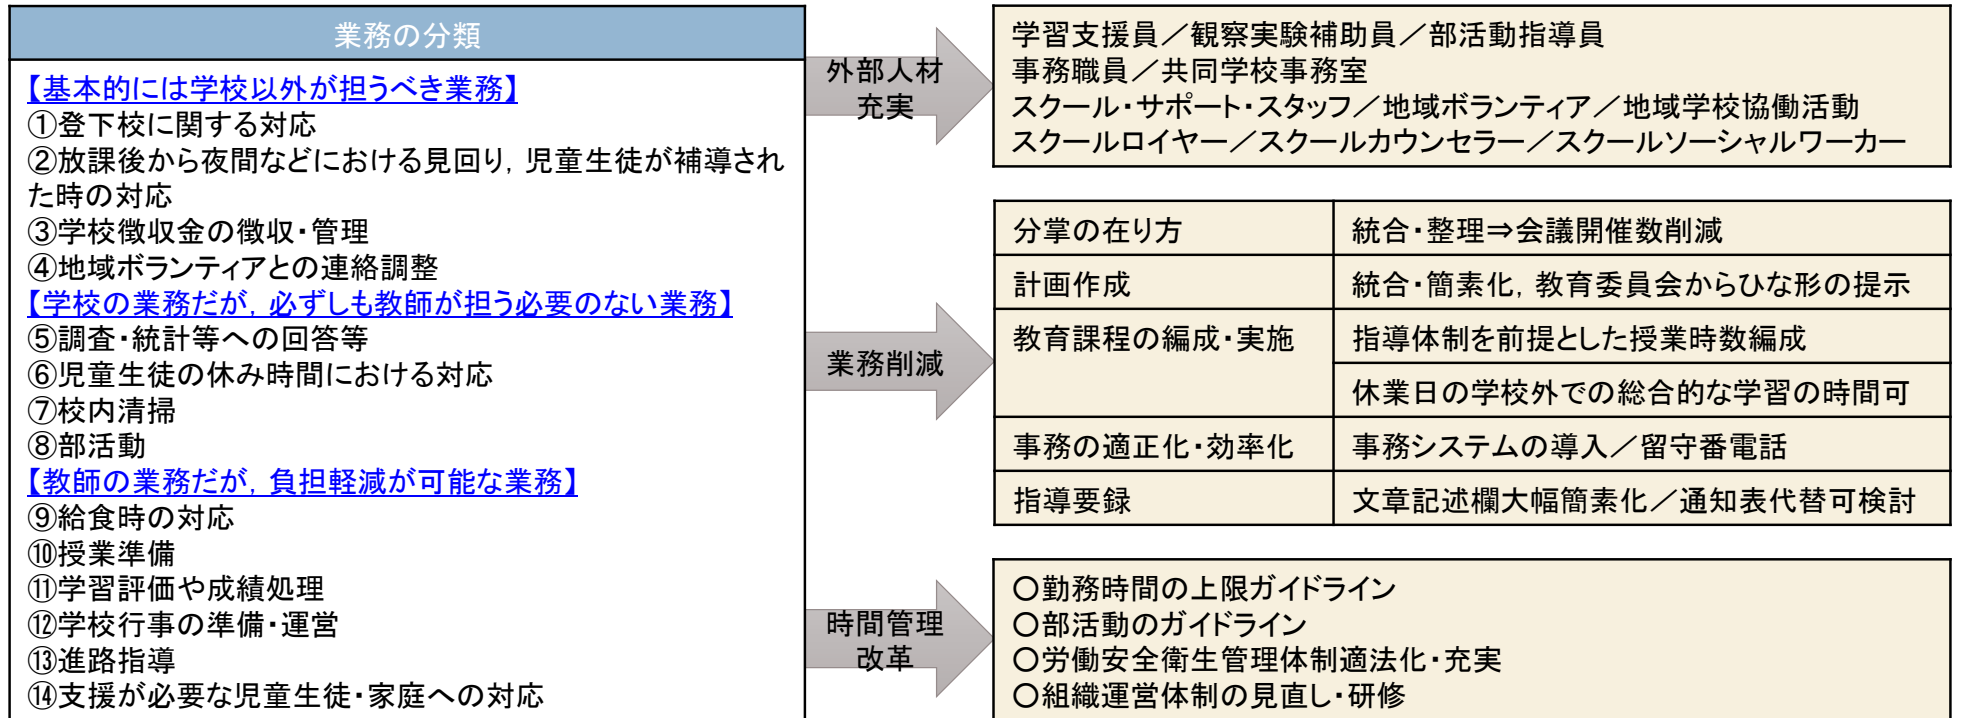 業務の分類
【基本的には学校以外が担うべき業務】
①登下校に関する対応
②放課後から夜間などにおける見回り，児童生徒が補導され
た時の対応
③学校徴収金の徴収・管理
④地域ボランティアとの連絡調整
【学校の業務だが，必ずしも教師が担う必要のない業務】
⑤調査・統計等への回答等
⑥児童生徒の休み時間における対応
⑦校内清掃
⑧部活動
【教師の業務だが，負担軽減が可能な業務】
⑨給食時の対応
⑩授業準備
⑪学習評価や成績処理
⑫学校行事の準備・運営
⑬進路指導
⑭支援が必要な児童生徒・家庭への対応
外部人材
充実
学習支援員／観察実験補助員／部活動指導員
事務職員／共同学校事務室
スクール・サポート・スタッフ／地域ボランティア／地域学校協働活動
スクールロイヤー／スクールカウンセラー／スクールソーシャルワーカー
業務削減
分掌の在り方 統合・整理⇒会議開催数削減
計画作成 統合・簡素化，教育委員会からひな形の提示
教育課程の編成・実施 指導体制を前提とした授業時数編成
休業日の学校外での総合的な学習の時間可
事務の適正化・効率化 事務システムの導入／留守番電話
指導要録 文章記述欄大幅簡素化／通知表代替可検討
時間管理
改革
〇勤務時間の上限ガイドライン
〇部活動のガイドライン
〇労働安全衛生管理体制適法化・充実
〇組織運営体制の見直し・研修